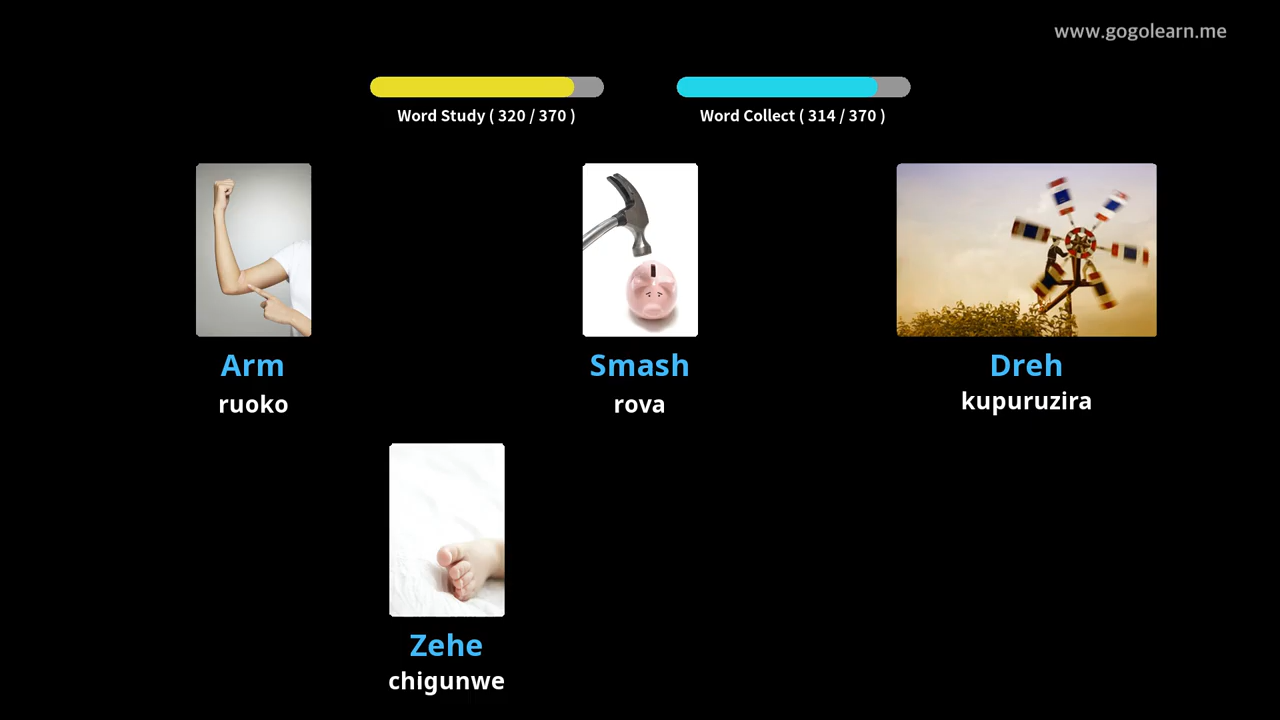 www.gogolearn.me
Word Study ( 320 / 370 )
Word Collect ( 314 / 370 )
Arm
ruoko
Smash
rova
Dreh
kupuruzira
Zehe
chigunwe